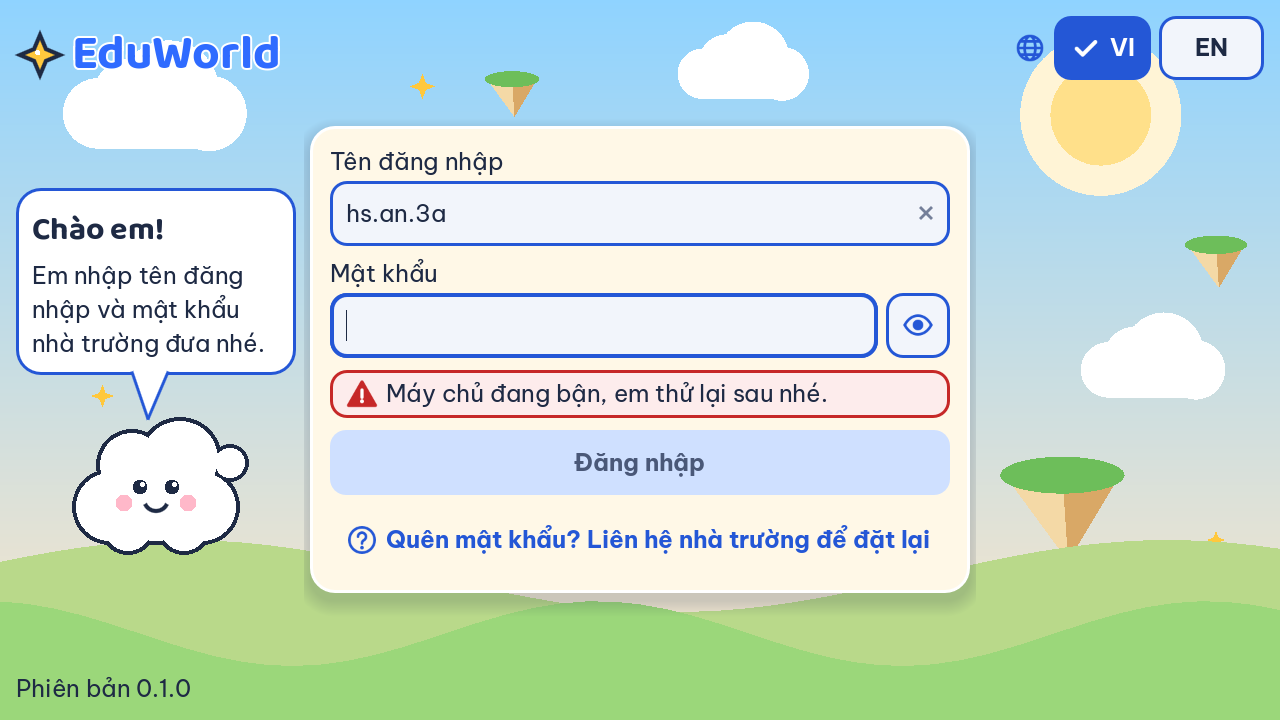 EduWorld
VI
EN
Chào em!
Em nhập tên đăng
nhập và mật khẩu
nhà trường đưa nhé.
Tên đăng nhập
hs.an.3a
Mật khẩu
Máy chủ đang bận, em thử lại sau nhé.
Đăng nhập
Quên mật khẩu? Liên hệ nhà trường để đặt lại
Phiên bản 0.1.0